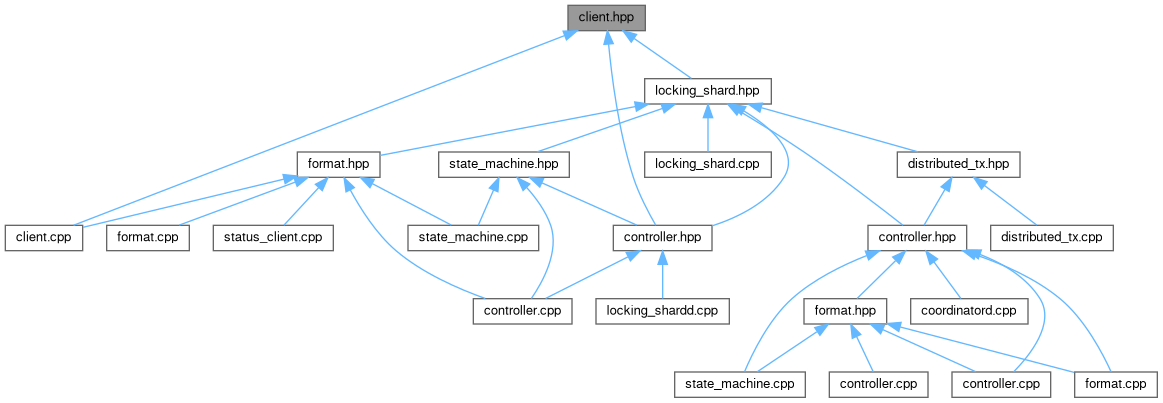 client.hpp
locking_shard.hpp
format.hpp
state_machine.hpp
locking_shard.cpp
distributed_tx.hpp
client.cpp
format.cpp
status_client.cpp
state_machine.cpp
controller.hpp
controller.hpp
distributed_tx.cpp
controller.cpp
locking_shardd.cpp
format.hpp
coordinatord.cpp
state_machine.cpp
controller.cpp
controller.cpp
format.cpp